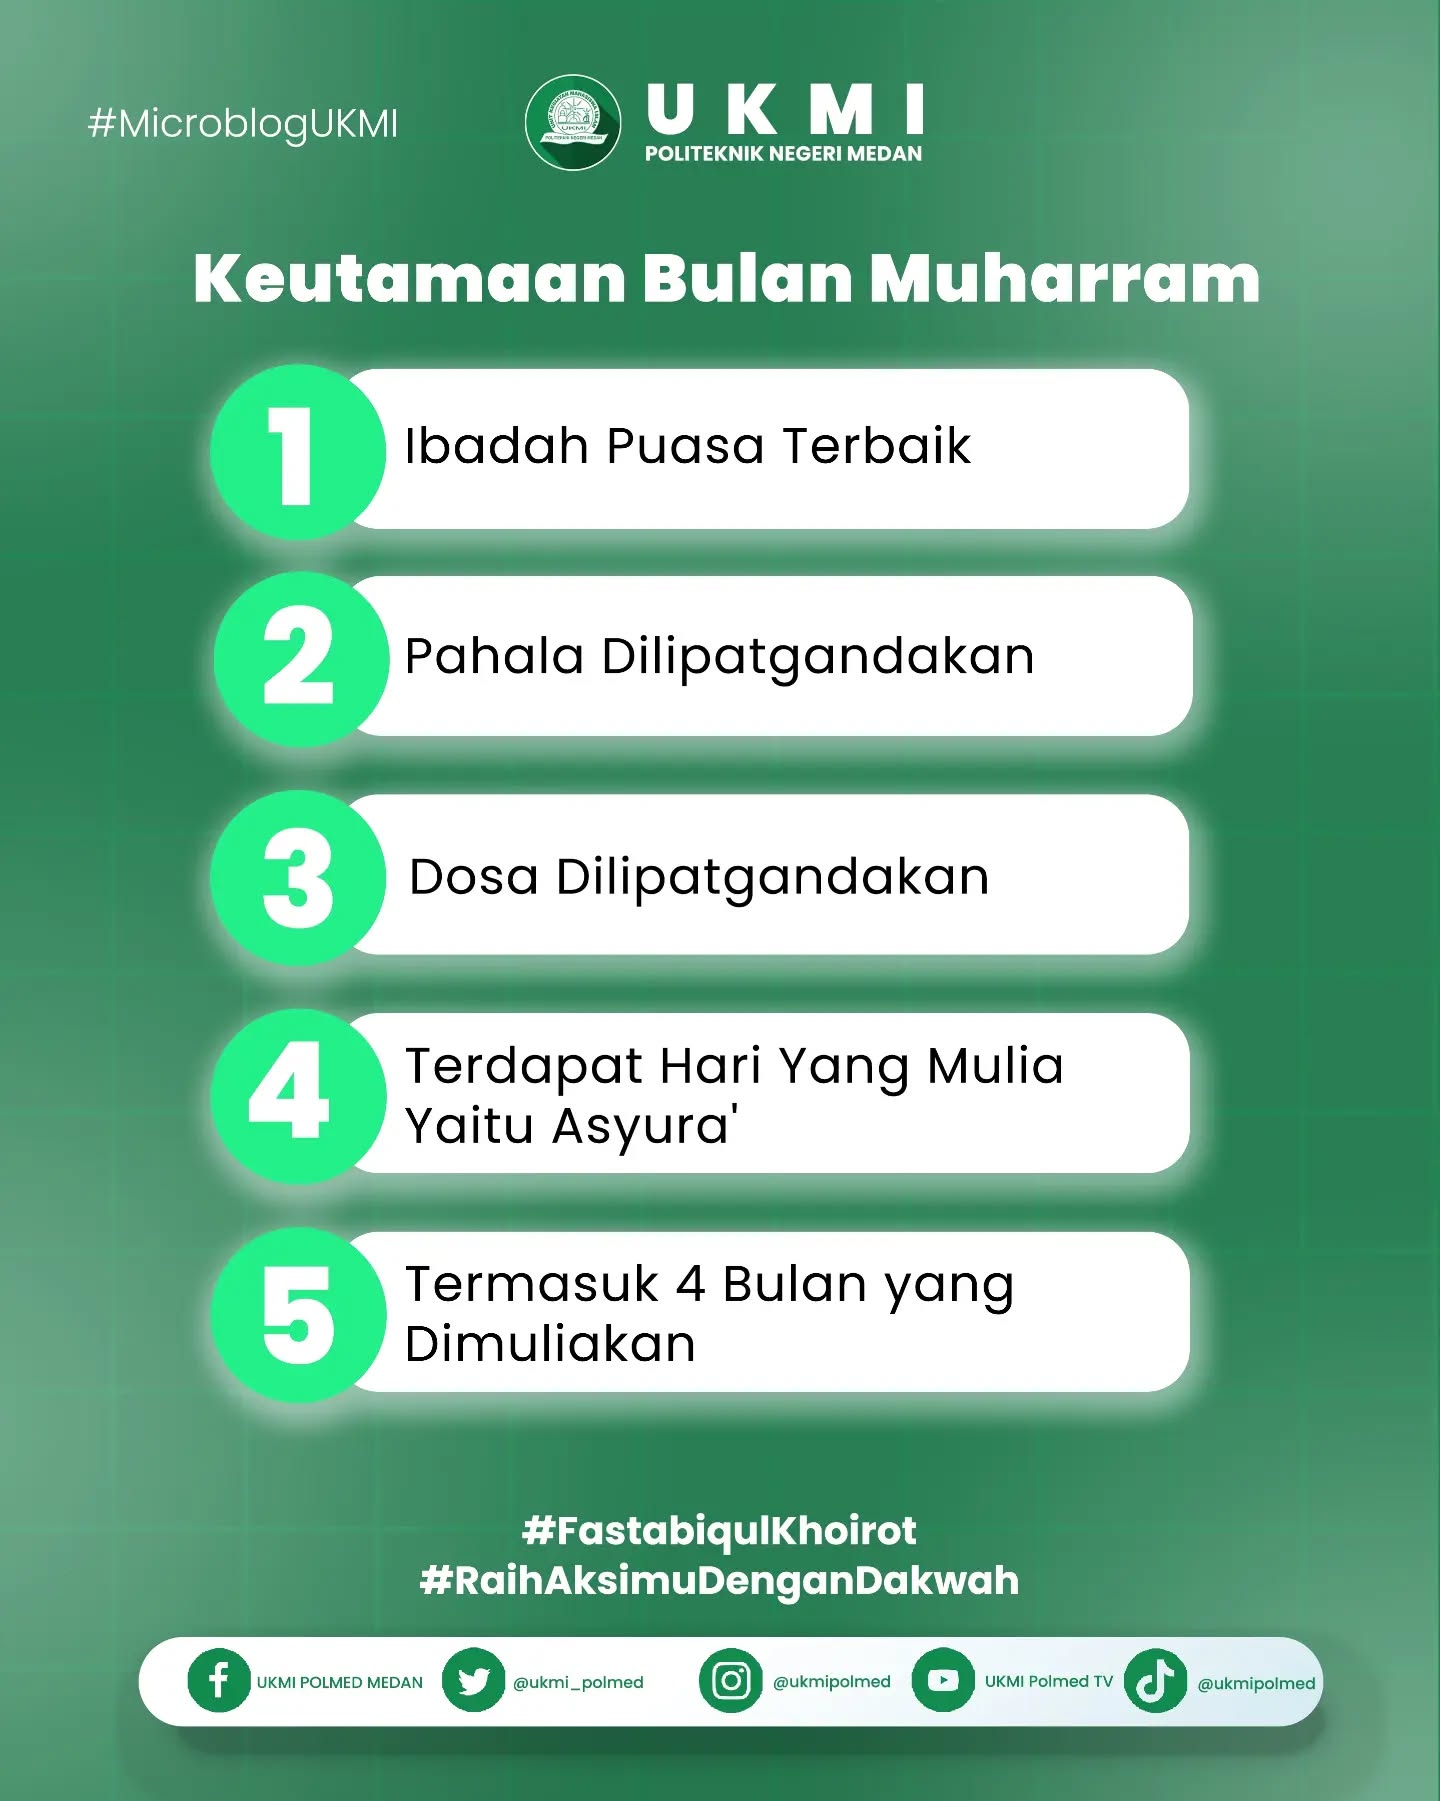 #MicroblogUKMI
UKMI
POLITEKNIK NEGERI MEDAN
Keutamaan Bulan Muharram
1
Ibadah Puasa Terbaik
2
Pahala Dilipatgandakan
3
Dosa Dilipatgandakan
4
Terdapat Hari Yang Mulia
Yaitu Asyura'
5
Termasuk 4 Bulan yang
Dimuliakan
#FastabiqulKhoirot
#RaihAksimuDenganDakwah
UKMI POLMED MEDAN
@ukmi_polmed
@ukmipolmed
UKMI Polmed TV
@ukmipolmed